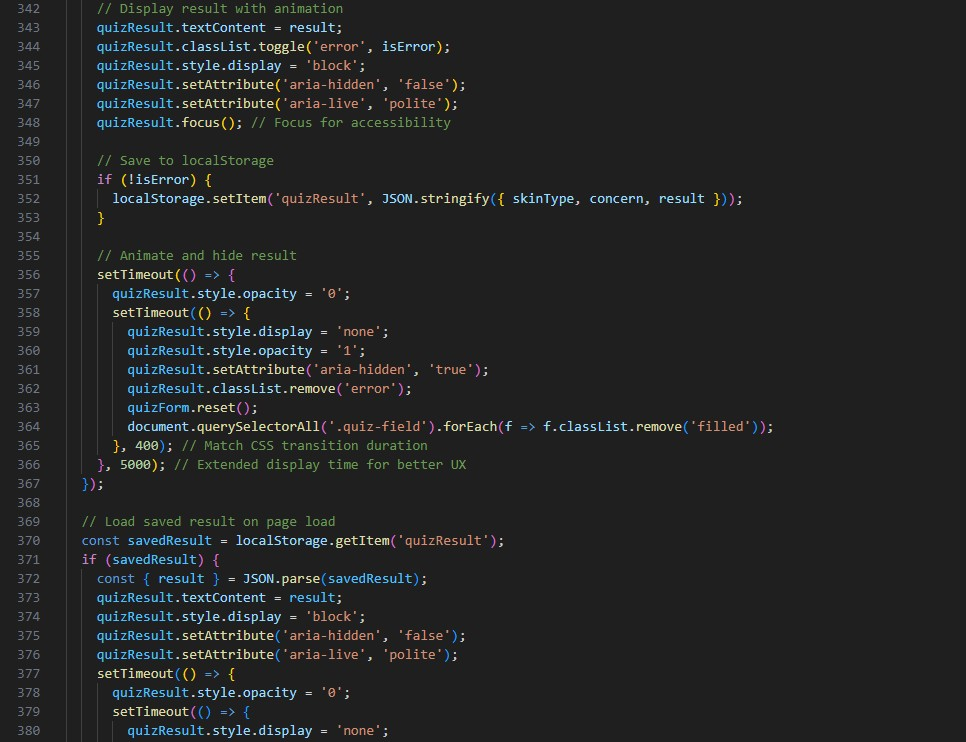 342 // Display result with animation
343 quizResult.textContent = result;
344 quizResult.classList.toggle('error', isError);
345 quizResult.style.display = 'block';
346 quizResult.setAttribute('aria-hidden', 'false');
347 quizResult.setAttribute('aria-live', 'polite');
348 quizResult.focus(); // Focus for accessibility
349
350 // Save to localStorage
351 if (!isError) {
352 localStorage.setItem('quizResult', JSON.stringify({ skinType, concern, result }));
353 }
354
355 // Animate and hide result
356 setTimeout(() => {
357 quizResult.style.opacity = '0';
358 setTimeout(() => {
359 quizResult.style.display = 'none';
360 quizResult.style.opacity = '1';
361 quizResult.setAttribute('aria-hidden', 'true');
362 quizResult.classList.remove('error');
363 quizForm.reset();
364 document.querySelectorAll('.quiz-field').forEach(f => f.classList.remove('filled'));
365 }, 400); // Match CSS transition duration
366 }, 5000); // Extended display time for better UX
367 });
368
369 // Load saved result on page load
370 const savedResult = localStorage.getItem('quizResult');
371 if (savedResult) {
372 const { result } = JSON.parse(savedResult);
373 quizResult.textContent = result;
374 quizResult.style.display = 'block';
375 quizResult.setAttribute('aria-hidden', 'false');
376 quizResult.setAttribute('aria-live', 'polite');
377 setTimeout(() => {
378 quizResult.style.opacity = '0';
379 setTimeout(() => {
380 quizResult.style.display = 'none';